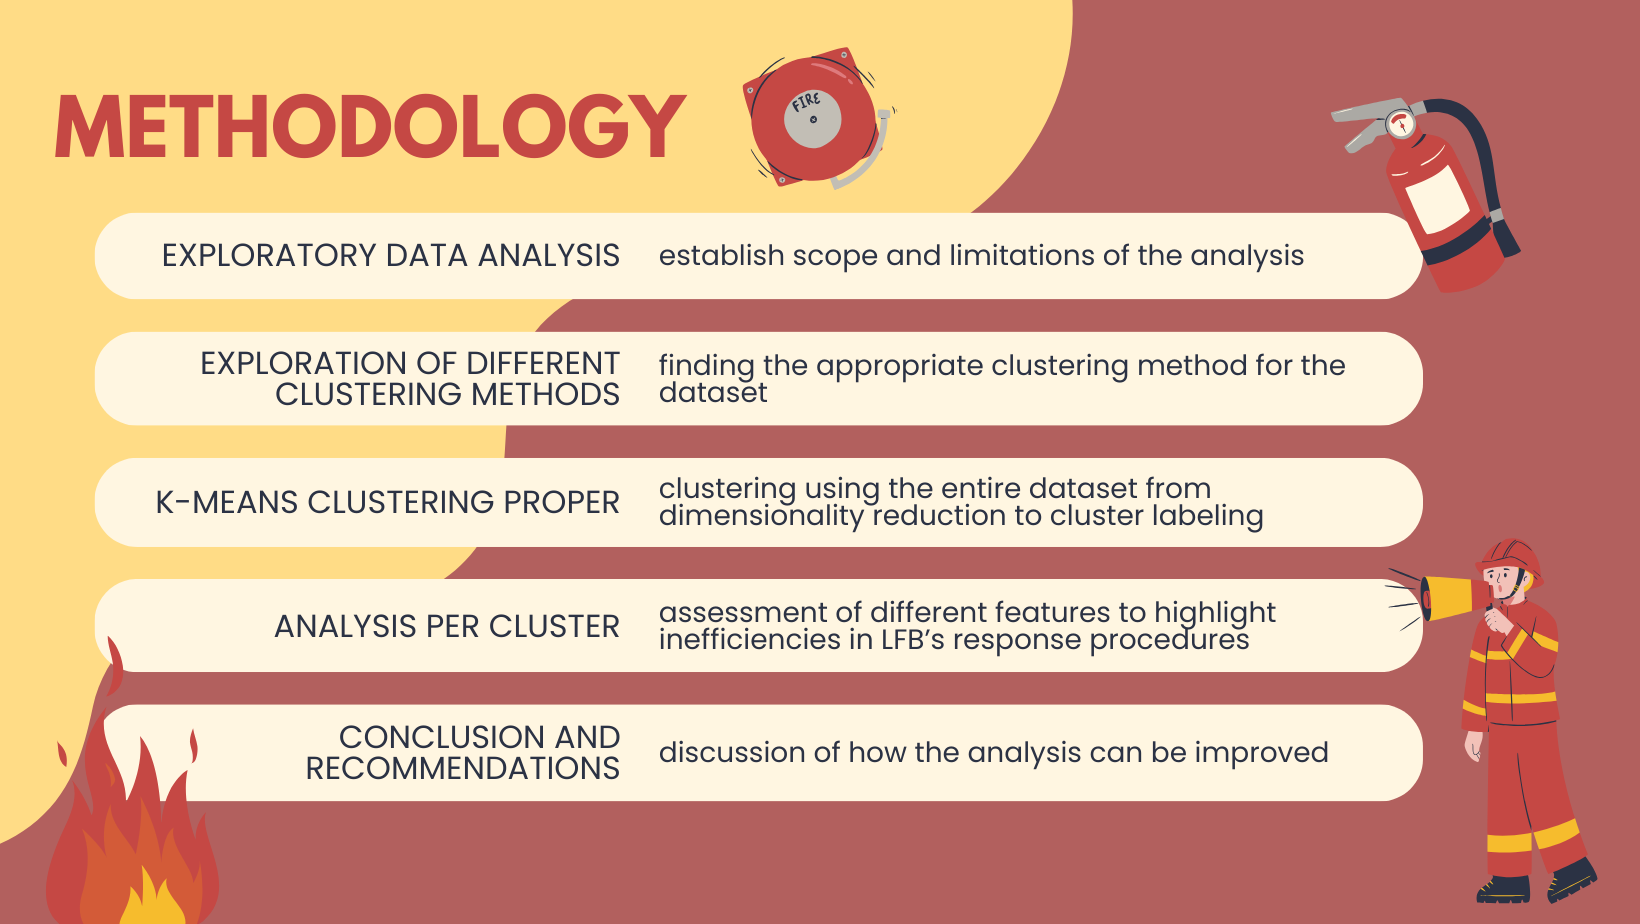 METHODOLOGY
FIRE
EXPLORATORY DATA ANALYSIS
establish scope and limitations of the analysis
EXPLORATION OF DIFFERENT
CLUSTERING METHODS
finding the appropriate clustering method for the
dataset
K-MEANS CLUSTERING PROPER
clustering using the entire dataset from
dimensionality reduction to cluster labeling
ANALYSIS PER CLUSTER
assessment of different features to highlight
inefficiencies in LFB’s response procedures
CONCLUSION AND
RECOMMENDATIONS
discussion of how the analysis can be improved